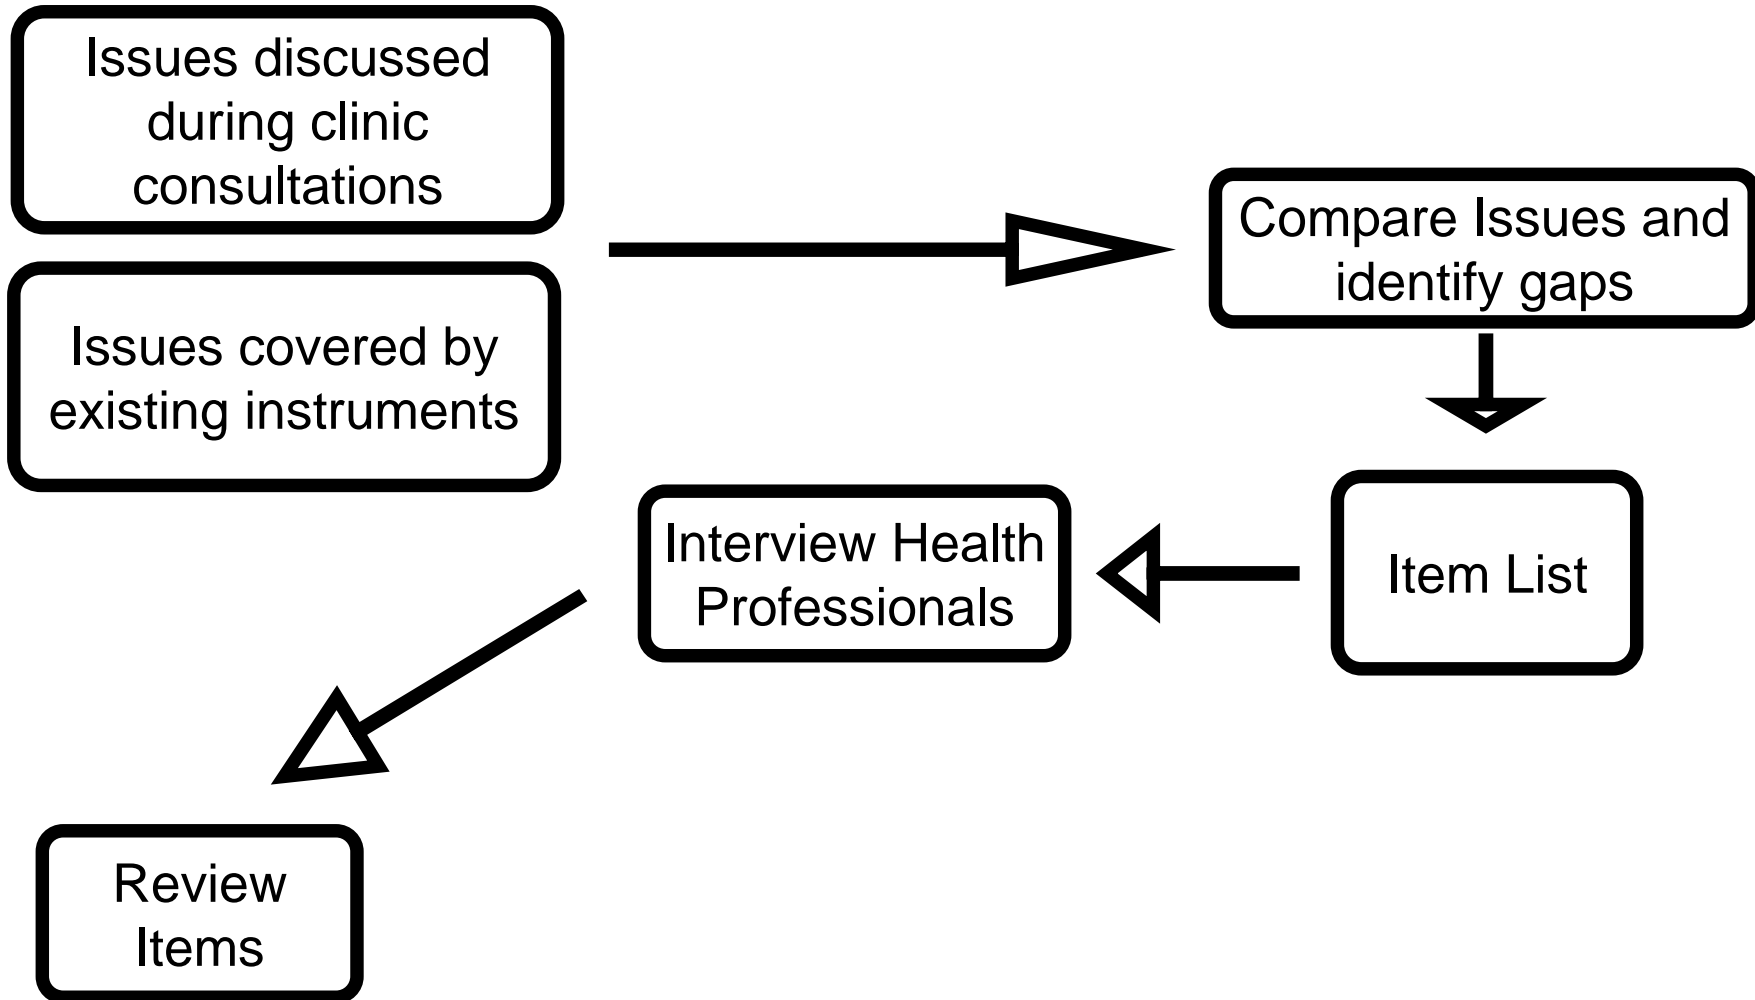 Issues discussed
during clinic
consultations
Issues covered by
existing instruments
Compare Issues and
identify gaps
Item List
Interview Health
Professionals
Review
Items